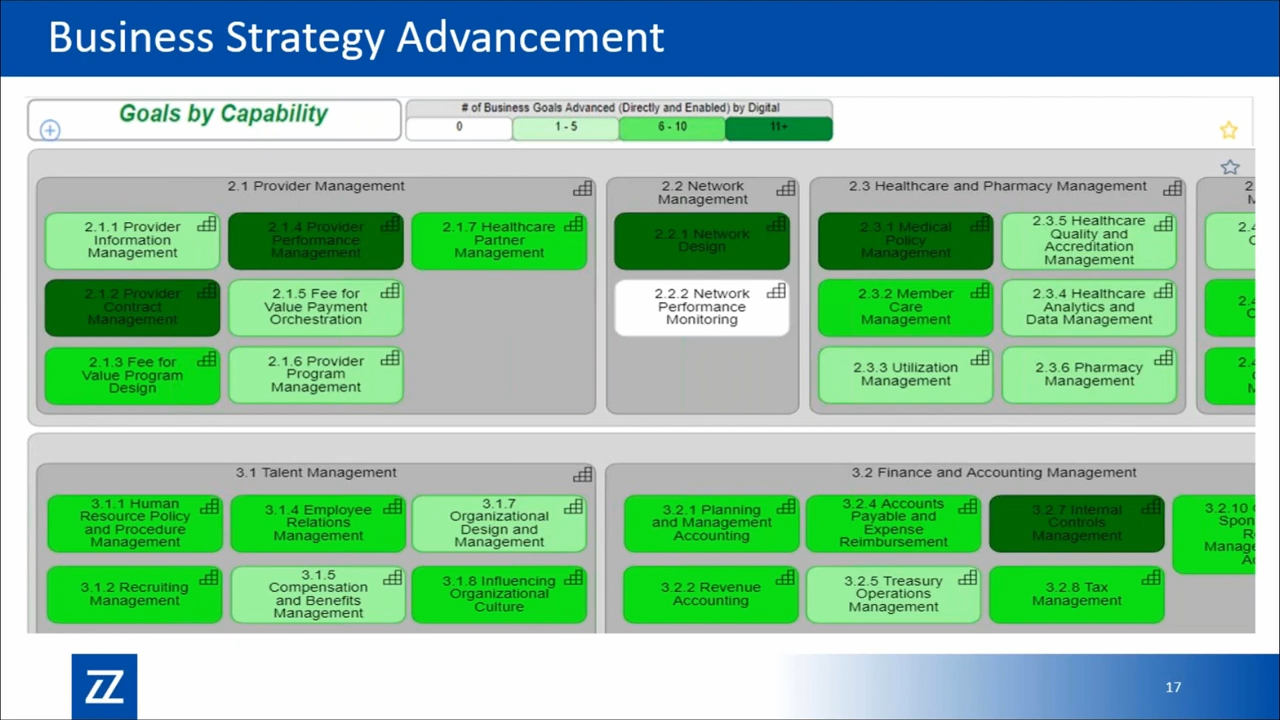 Business Strategy Advancement
Goals by Capability
# of Business Goals Advanced (Directly and Enabled) by Digital
0
1 - 5
6 - 10
11+
2.1 Provider Management
2.1.1 Provider
Information
Management
2.1.4 Provider
Performance
Management
2.1.7 Healthcare
Partner
Management
2.1.2 Provider
Contract
Management
2.1.5 Fee for
Value Payment
Orchestration
2.1.3 Fee for
Value Program
Design
2.1.6 Provider
Program
Management
2.2 Network
Management
2.2.1 Network
Design
2.2.2 Network
Performance
Monitoring
2.3 Healthcare and Pharmacy Management
2.3.1 Medical
Policy
Management
2.3.5 Healthcare
Quality and
Accreditation
Management
2.3.2 Member
Care
Management
2.3.4 Healthcare
Analytics and
Data Management
2.3.3 Utilization
Management
2.3.6 Pharmacy
Management
3.1 Talent Management
3.1.1 Human
Resource Policy
and Procedure
Management
3.1.4 Employee
Relations
Management
3.1.7
Organizational
Design and
Management
3.1.2 Recruiting
Management
3.1.5
Compensation
and Benefits
Management
3.1.8 Influencing
Organizational
Culture
3.2 Finance and Accounting Management
3.2.1 Planning
and Management
Accounting
3.2.4 Accounts
Payable and
Expense
Reimbursement
3.2.7 Internal
Controls
Management
3.2.10
3.2.2 Revenue
Accounting
3.2.5 Treasury
Operations
Management
3.2.8 Tax
Management
ZZ
17